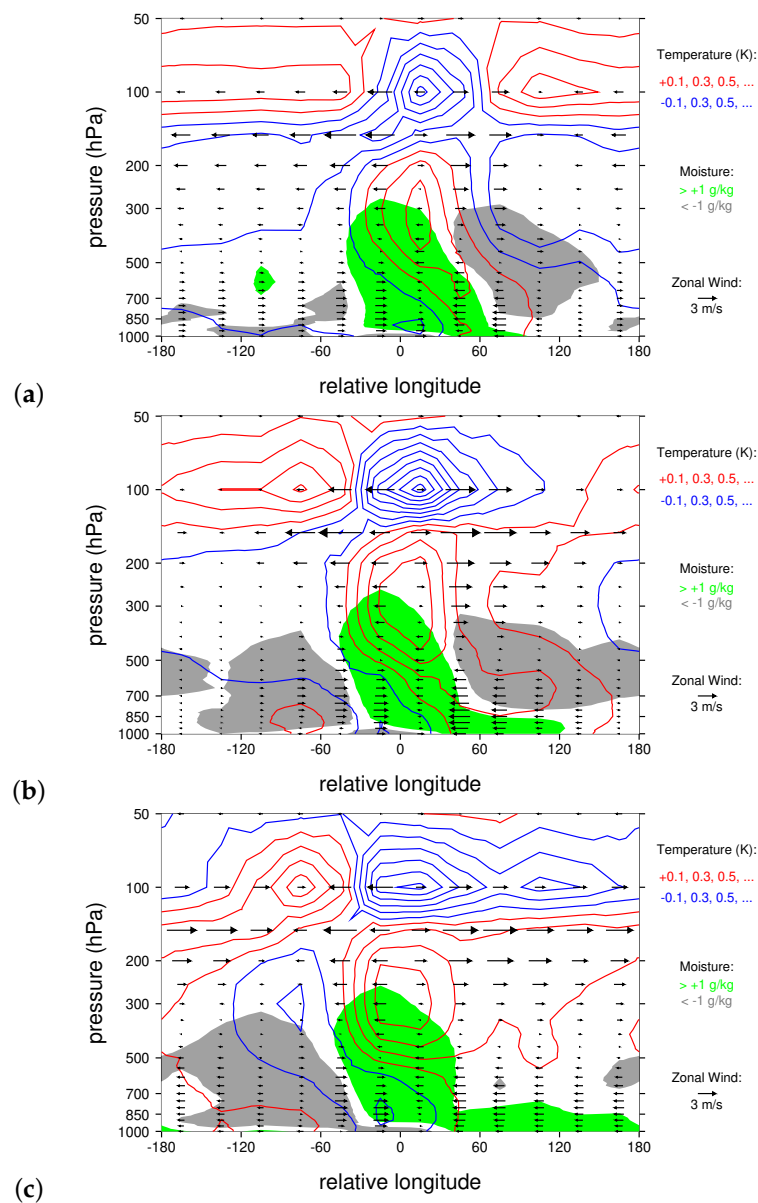 50
100
200
300
500
700
850
1000
pressure (hPa)
-180 -120 -60 0 60 120 180
relative longitude
Temperature (K):
+0.1, 0.3, 0.5, ...
-0.1, 0.3, 0.5, ...
Moisture:
> +1 g/kg
< -1 g/kg
Zonal Wind:
3 m/s
(a)
50
100
200
300
500
700
850
1000
pressure (hPa)
-180 -120 -60 0 60 120 180
relative longitude
Temperature (K):
+0.1, 0.3, 0.5, ...
-0.1, 0.3, 0.5, ...
Moisture:
> +1 g/kg
< -1 g/kg
Zonal Wind:
3 m/s
(b)
50
100
200
300
500
700
850
1000
pressure (hPa)
-180 -120 -60 0 60 120 180
relative longitude
Temperature (K):
+0.1, 0.3, 0.5, ...
-0.1, 0.3, 0.5, ...
Moisture:
> +1 g/kg
< -1 g/kg
Zonal Wind:
3 m/s
(c)